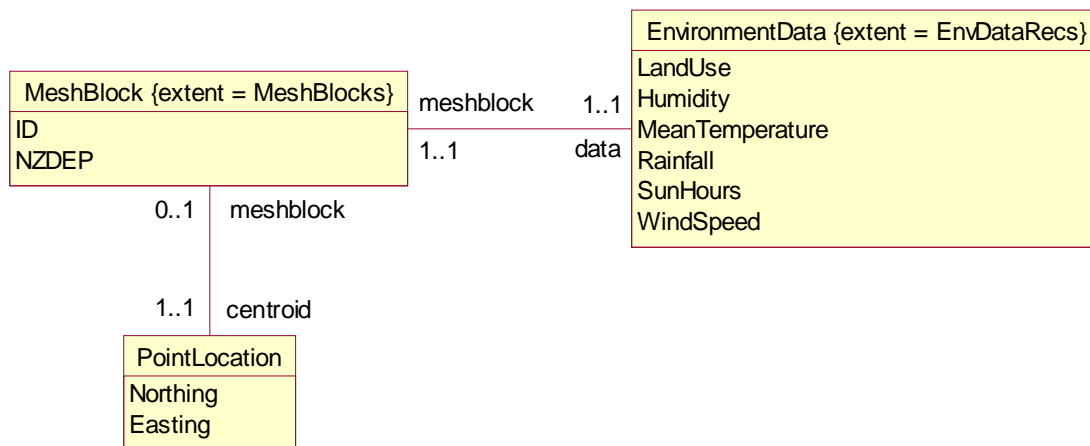 EnvironmentData {extent = EnvDataRecs}
LandUse
Humidity
MeanTemperature
Rainfall
SunHours
WindSpeed
MeshBlock {extent = MeshBlocks}
ID
NZDEP
meshblock 1..1
1..1 data
0..1 meshblock
1..1 centroid
PointLocation
Northing
Easting